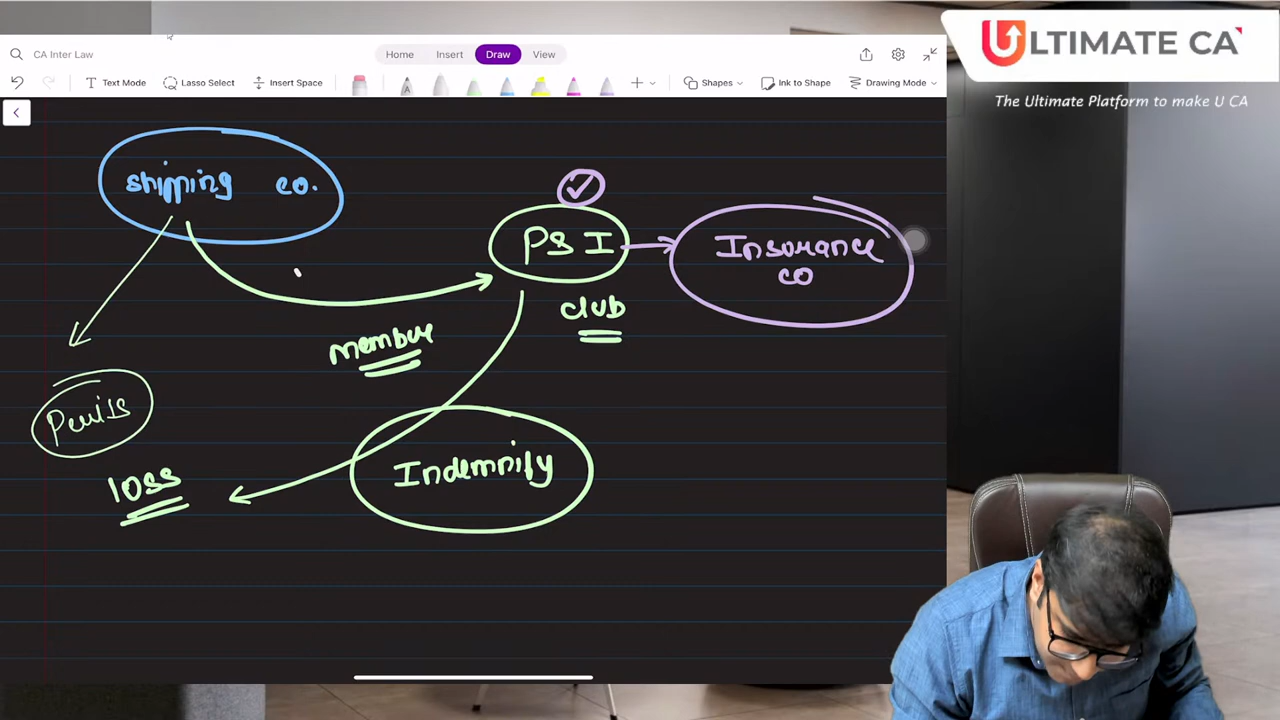 CA Inter Law
Home Insert Draw View
Text Mode Lasso Select Insert Space Shapes Ink to Shape Drawing Mode
ULTIMATE CA
The Ultimate Platform to make U CA
shipping co.
P&I
club
Insurance
co
member
Perils
loss
Indemnify